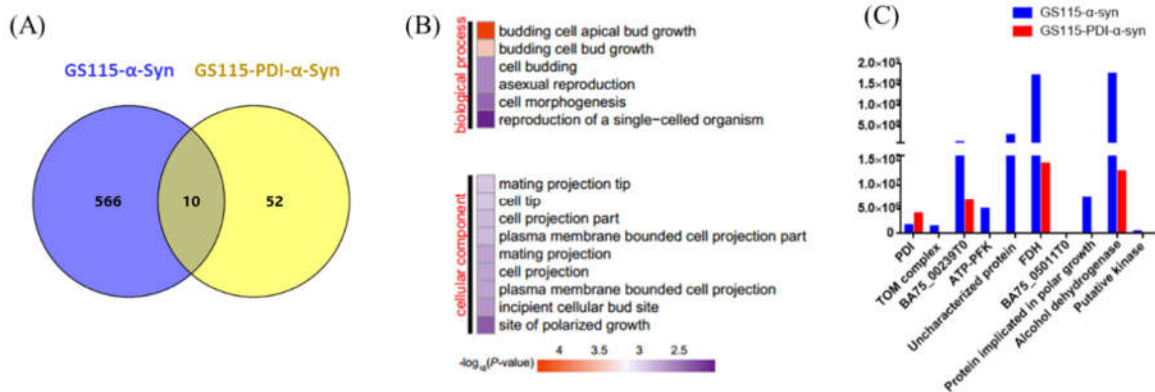 (A)
GS115-α-Syn GS115-PDI-α-Syn
566 10 52
(B)
biological process
budding cell apical bud growth
budding cell bud growth
cell budding
asexual reproduction
cell morphogenesis
reproduction of a single-celled organism
cellular component
mating projection tip
cell tip
cell projection part
plasma membrane bounded cell projection part
mating projection
cell projection
plasma membrane bounded cell projection
incipient cellular bud site
site of polarized growth
-log10(P-value)
4 3.5 3 2.5
(C)
GS115-α-syn
GS115-PDI-α-syn
0
PDI
TOM complex
BA75_00239T0
ATP-PFK
Uncharacterized protein
FDH
BA75_05011T0
Protein implicated in polar growth
Alcohol dehydrogenase
Putative kinase